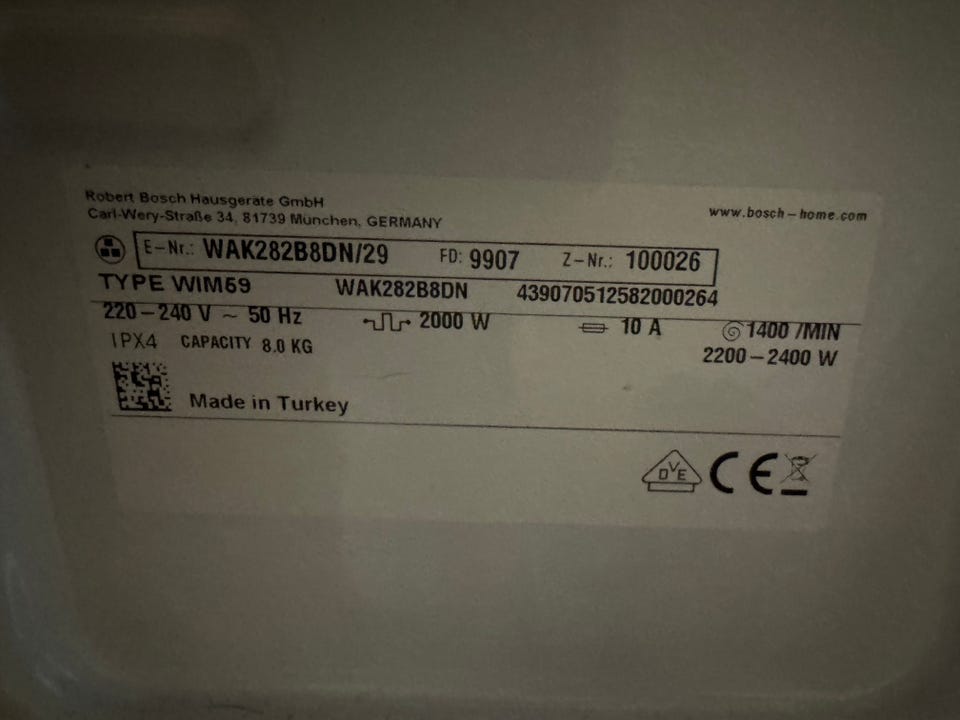 Robert Bosch Hausgeräte GmbH
Carl-Wery-Straße 34, 81739 München, GERMANY
www.bosch-home.com
E-Nr.: WAK282B8DN/29 FD: 9907 Z-Nr.: 100026
TYPE WIM69 WAK282B8DN 439070512582000264
220-240 V ~ 50 Hz 2000 W 10 A 1400 /MIN
IPX4 CAPACITY 8.0 KG 2200-2400 W
Made in Turkey
DVE CE